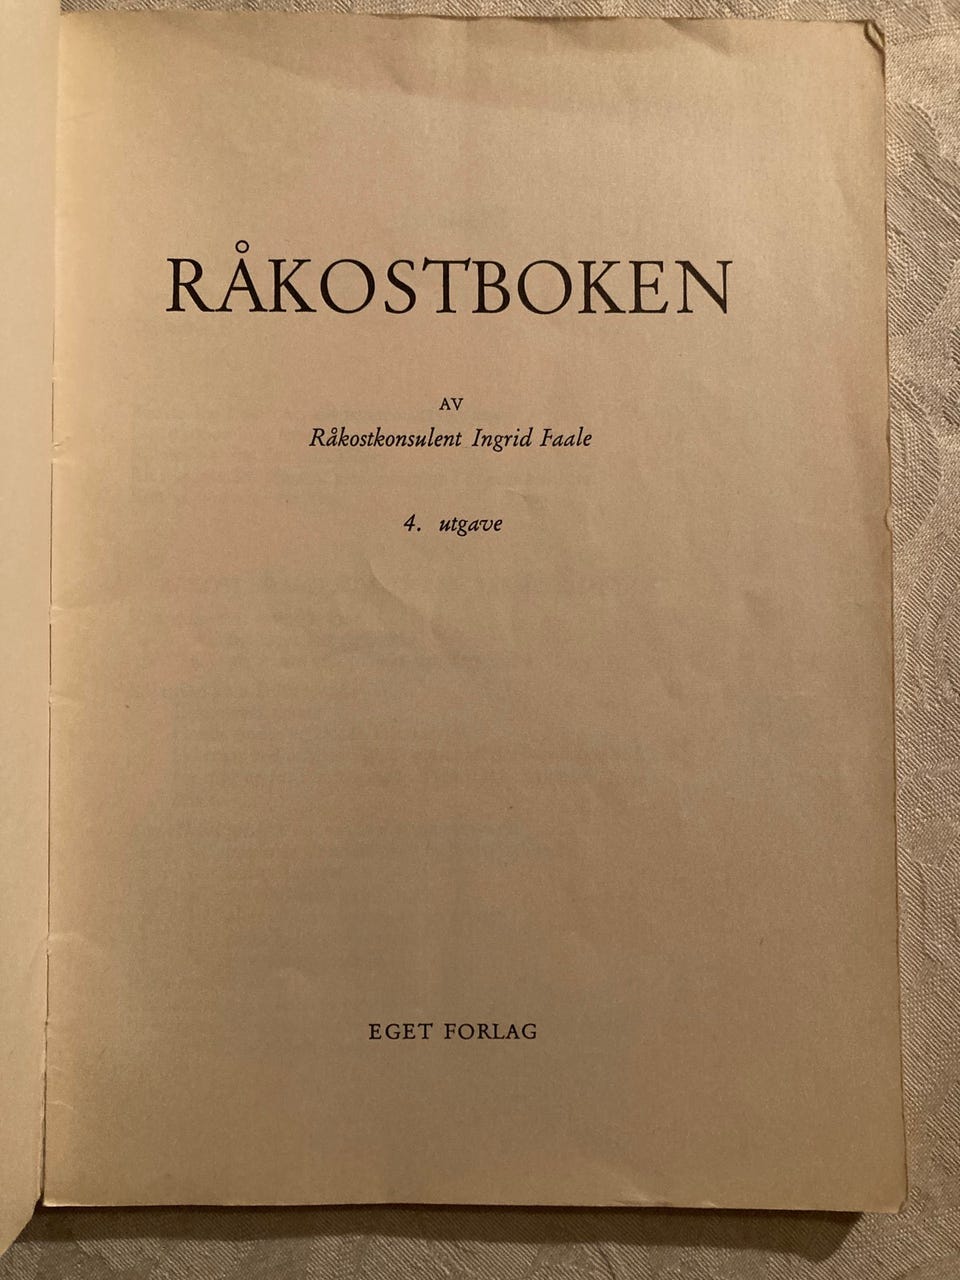 RÅKOSTBOKEN
AV
Råkostkonsulent Ingrid Faale
4. utgave
EGET FORLAG